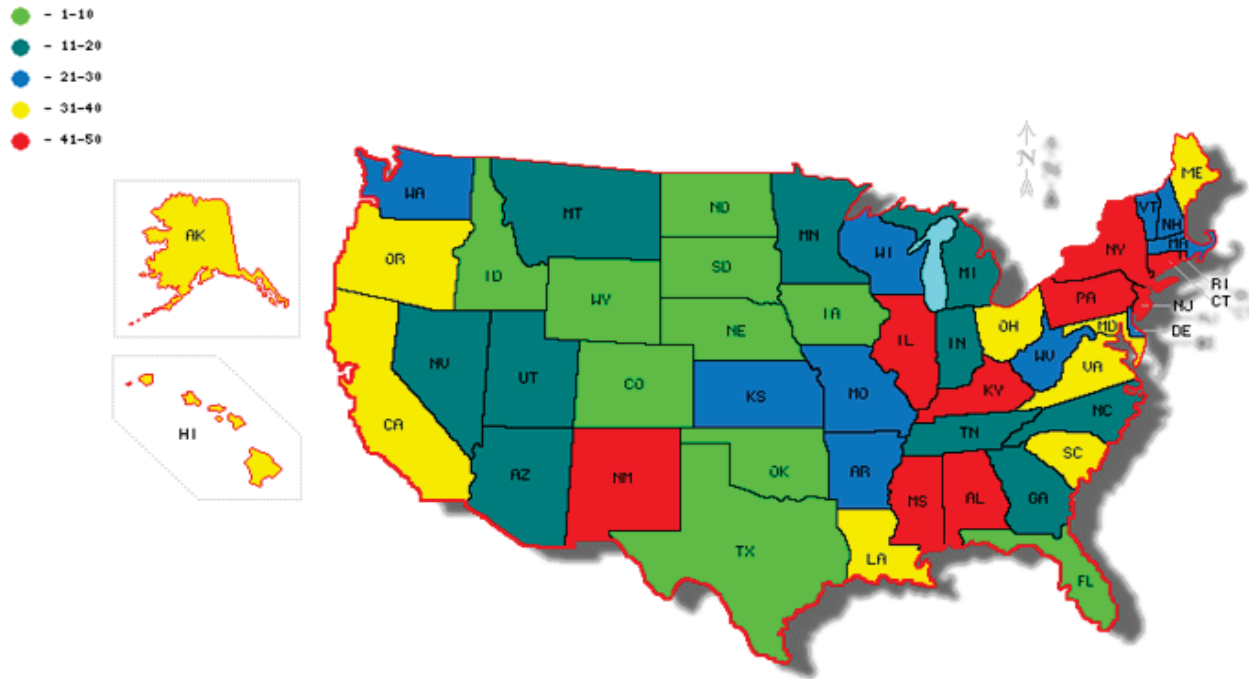 - 1-10
- 11-20
- 21-30
- 31-40
- 41-50
N
ME
WA
VT
NH
MT
ND
MN
MA
AK
NY
OR
WI
ID
SD
MI
RI
WY
PA
CT
NJ
NE
IA
OH
MD
DE
NV
UT
CO
IL
IN
WV
VA
KS
MO
KY
NC
CA
HI
TN
AZ
NM
OK
AR
SC
MS
AL
GA
TX
LA
FL